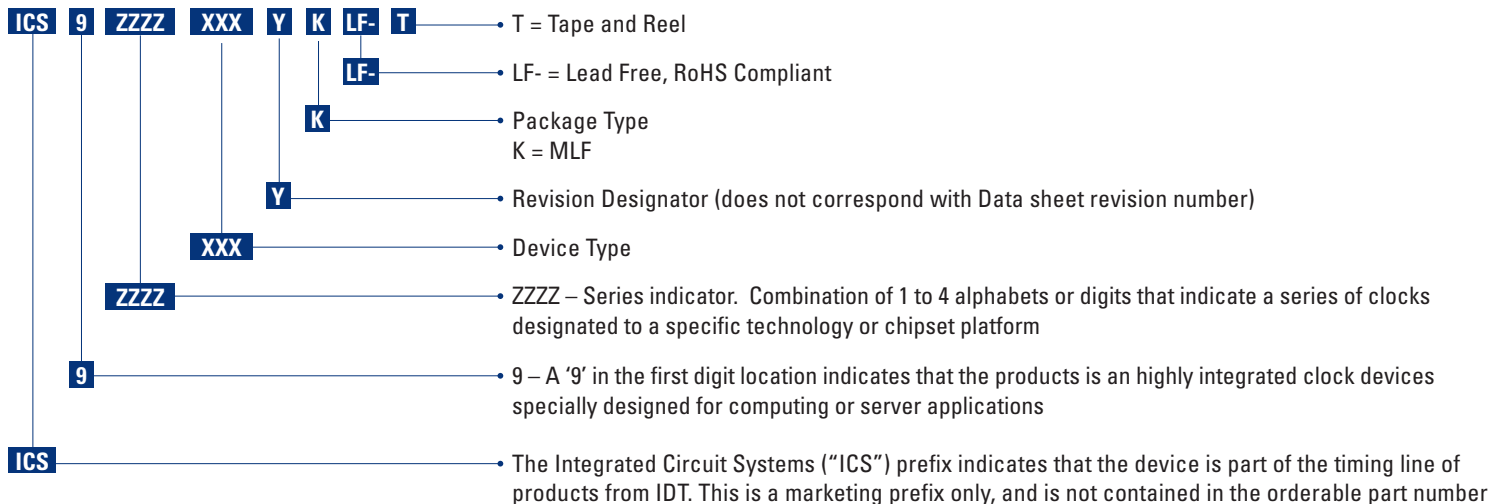 ICS 9 ZZZZ XXX Y K LF- T • T = Tape and Reel
LF- • LF- = Lead Free, RoHS Compliant
K • Package Type
K = MLF
Y • Revision Designator (does not correspond with Data sheet revision number)
XXX • Device Type
ZZZZ • ZZZZ – Series indicator. Combination of 1 to 4 alphabets or digits that indicate a series of clocks
designated to a specific technology or chipset platform
9 • 9 – A ‘9’ in the first digit location indicates that the products is an highly integrated clock devices
specially designed for computing or server applications
ICS • The Integrated Circuit Systems (“ICS”) prefix indicates that the device is part of the timing line of
products from IDT. This is a marketing prefix only, and is not contained in the orderable part number